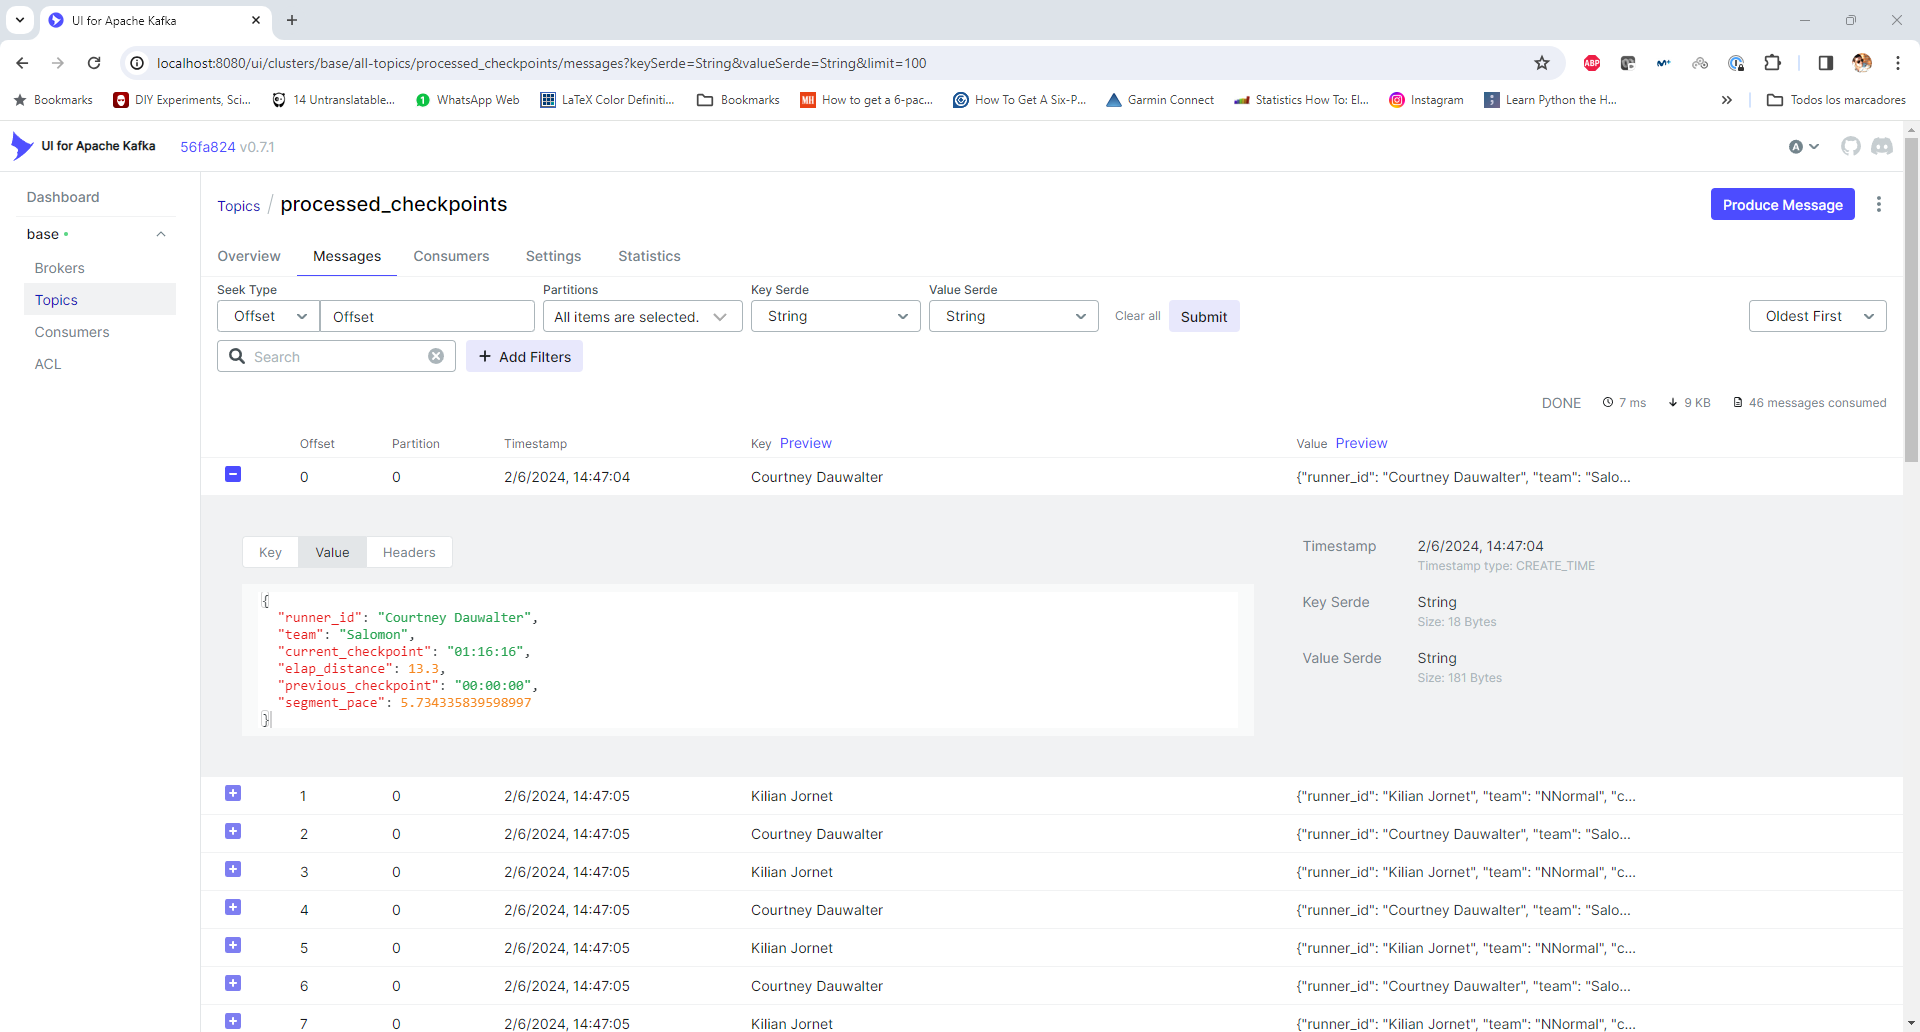 UI for Apache Kafka
localhost:8080/ui/clusters/base/all-topics/processed_checkpoints/messages?keySerde=String&valueSerde=String&limit=100
ABP
Bookmarks DIY Experiments, Sci... 14 Untranslatable... WhatsApp Web LaTeX Color Definiti... Bookmarks MH How to get a 6-pac... How To Get A Six-P... Garmin Connect Statistics How To: El... Instagram Learn Python the H... Todos los marcadores
UI for Apache Kafka 56fa824 v0.7.1 A
Dashboard
base
Brokers
Topics
Consumers
ACL
Topics / processed_checkpoints Produce Message
Overview Messages Consumers Settings Statistics
Seek Type Partitions Key Serde Value Serde
Offset Offset All items are selected. String String Clear all Submit Oldest First
Search + Add Filters
DONE 7 ms 9 KB 46 messages consumed
Offset Partition Timestamp Key Preview Value Preview
0 0 2/6/2024, 14:47:04 Courtney Dauwalter {"runner_id": "Courtney Dauwalter", "team": "Salo...
Key Value Headers
{
"runner_id": "Courtney Dauwalter",
"team": "Salomon",
"current_checkpoint": "01:16:16",
"elap_distance": 13.3,
"previous_checkpoint": "00:00:00",
"segment_pace": 5.734335839598997
}
Timestamp 2/6/2024, 14:47:04
Timestamp type: CREATE_TIME
Key Serde String
Size: 18 Bytes
Value Serde String
Size: 181 Bytes
1 0 2/6/2024, 14:47:05 Kilian Jornet {"runner_id": "Kilian Jornet", "team": "NNormal", "c...
2 0 2/6/2024, 14:47:05 Courtney Dauwalter {"runner_id": "Courtney Dauwalter", "team": "Salo...
3 0 2/6/2024, 14:47:05 Kilian Jornet {"runner_id": "Kilian Jornet", "team": "NNormal", "c...
4 0 2/6/2024, 14:47:05 Courtney Dauwalter {"runner_id": "Courtney Dauwalter", "team": "Salo...
5 0 2/6/2024, 14:47:05 Kilian Jornet {"runner_id": "Kilian Jornet", "team": "NNormal", "c...
6 0 2/6/2024, 14:47:05 Courtney Dauwalter {"runner_id": "Courtney Dauwalter", "team": "Salo...
7 0 2/6/2024, 14:47:05 Kilian Jornet {"runner_id": "Kilian Jornet", "team": "NNormal", "c...